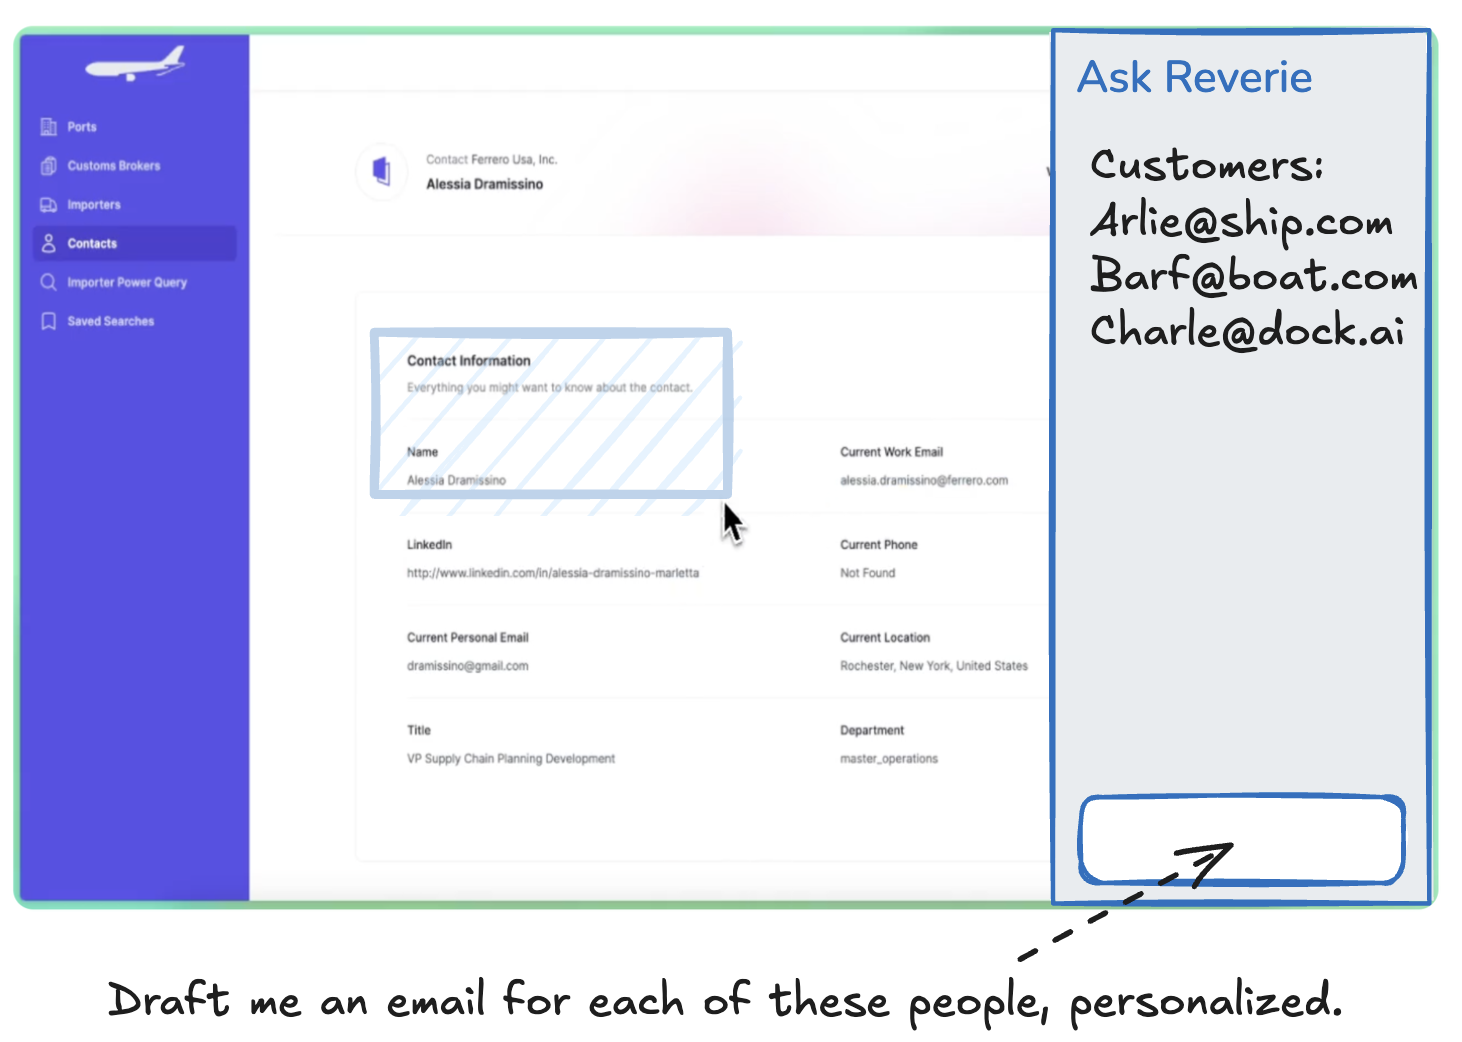 Ports
Customs Brokers
Importers
Contacts
Importer Power Query
Saved Searches
Contact Ferrero Usa, Inc.
Alessia Dramissino
Contact Information
Everything you might want to know about the contact.
Name
Alessia Dramissino
Current Work Email
alessia.dramissino@ferrero.com
LinkedIn
http://www.linkedin.com/in/alessia-dramissino-marletta
Current Phone
Not Found
Current Personal Email
dramissino@gmail.com
Current Location
Rochester, New York, United States
Title
VP Supply Chain Planning Development
Department
master_operations
Ask Reverie
Customers:
Arlie@ship.com
Barf@boat.com
Charle@dock.ai
Draft me an email for each of these people, personalized.